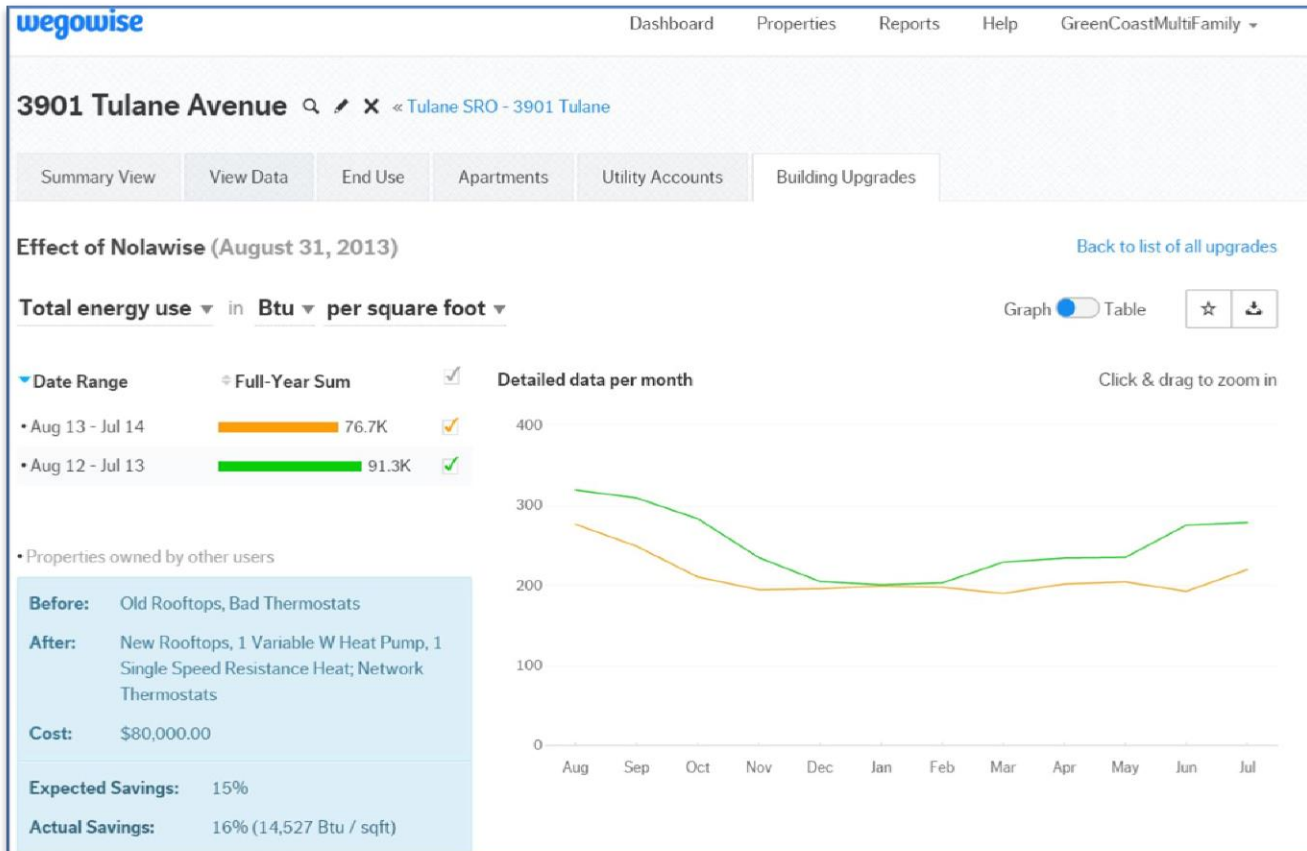 wegowise
Dashboard Properties Reports Help GreenCoastMultiFamily
3901 Tulane Avenue « Tulane SRO - 3901 Tulane
Summary View View Data End Use Apartments Utility Accounts Building Upgrades
Effect of Nolawise (August 31, 2013) Back to list of all upgrades
Total energy use in Btu per square foot Graph Table
Date Range Full-Year Sum
• Aug 13 - Jul 14 76.7K
• Aug 12 - Jul 13 91.3K
• Properties owned by other users
Before: Old Rooftops, Bad Thermostats
After: New Rooftops, 1 Variable W Heat Pump, 1
Single Speed Resistance Heat; Network
Thermostats
Cost: $80,000.00
Expected Savings: 15%
Actual Savings: 16% (14,527 Btu / sqft)
Detailed data per month Click & drag to zoom in
400
300
200
100
0
Aug Sep Oct Nov Dec Jan Feb Mar Apr May Jun Jul